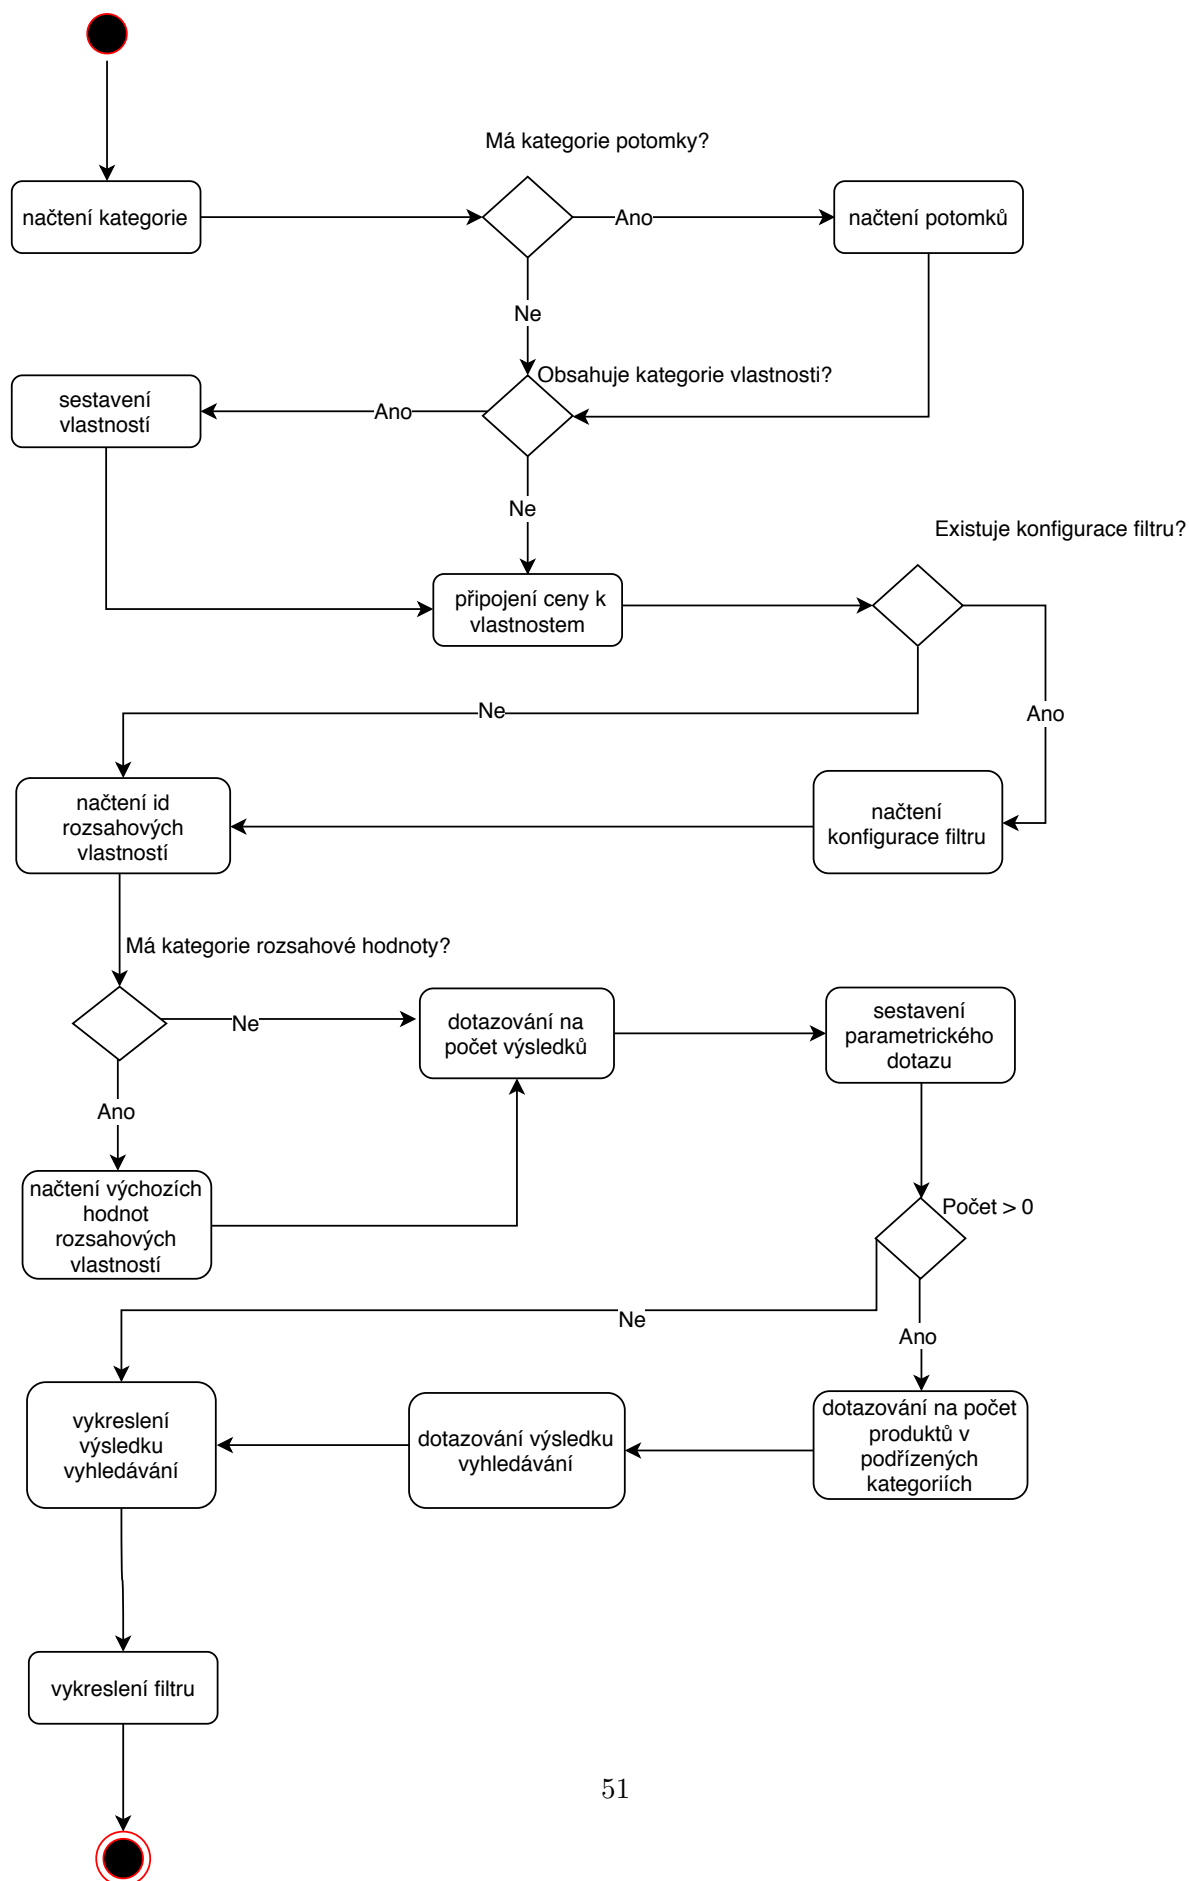 Má kategorie potomky?
načtení kategorie
Ano
načtení potomků
Ne
Obsahuje kategorie vlastnosti?
sestavení
vlastností
Ano
Ne
Existuje konfigurace filtru?
připojení ceny k
vlastnostem
Ne
Ano
načtení id
rozsahových
vlastností
načtení
konfigurace filtru
Má kategorie rozsahové hodnoty?
Ne
dotazování na
počet výsledků
sestavení
parametrického
dotazu
Ano
načtení výchozích
hodnot
rozsahových
vlastností
Počet > 0
Ne
Ano
vykreslení
výsledku
vyhledávání
dotazování výsledku
vyhledávání
dotazování na počet
produktů v
podřízených
kategoriích
vykreslení filtru
51